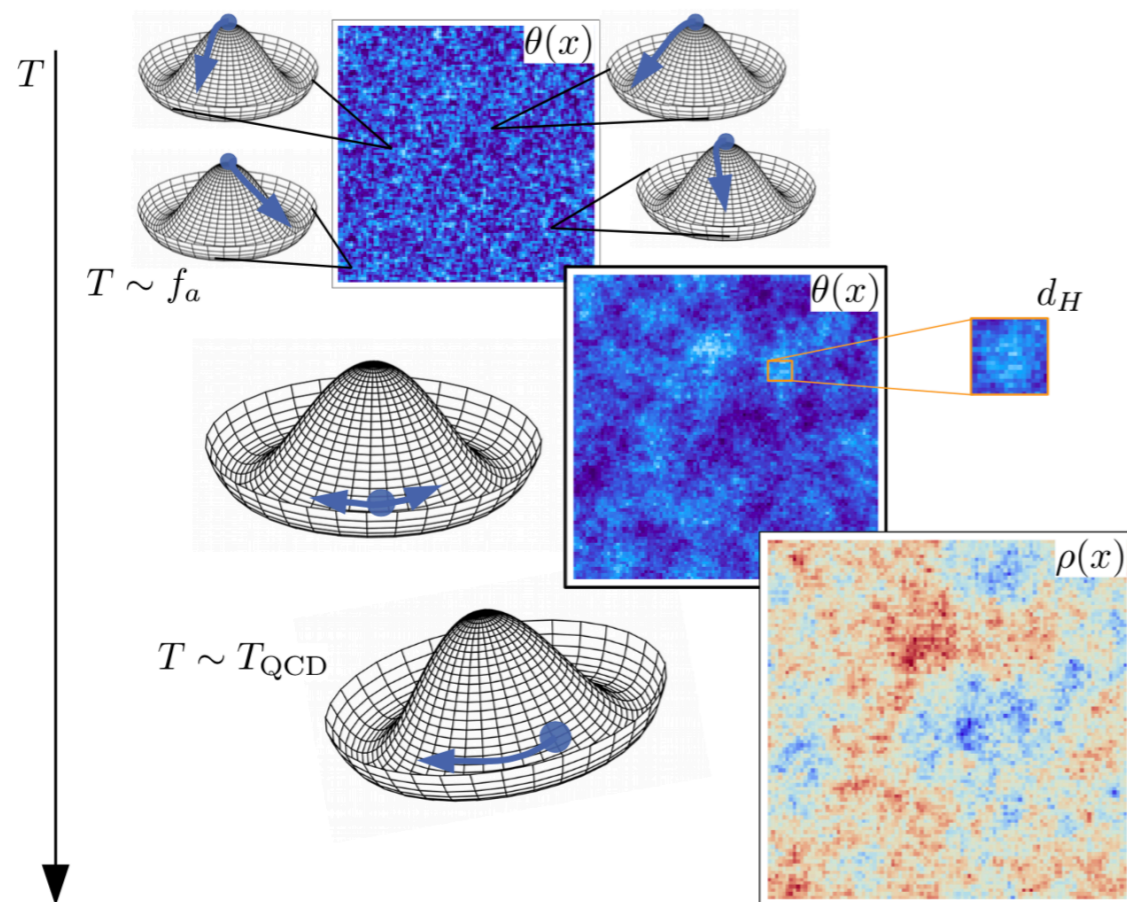 θ(x)
T
T ∼ f_a
θ(x)
d_H
ρ(x)
T ∼ T_QCD